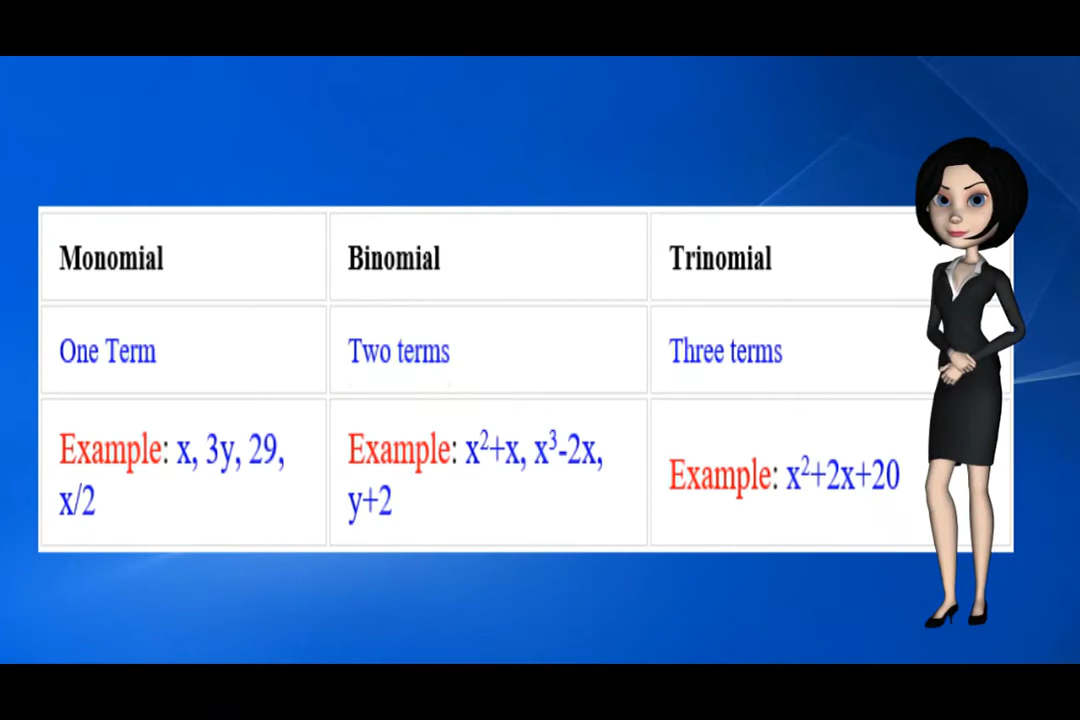 Monomial Binomial Trinomial
One Term Two terms Three terms
Example: x, 3y, 29,
x/2
Example: x²+x, x³-2x,
y+2
Example: x²+2x+20